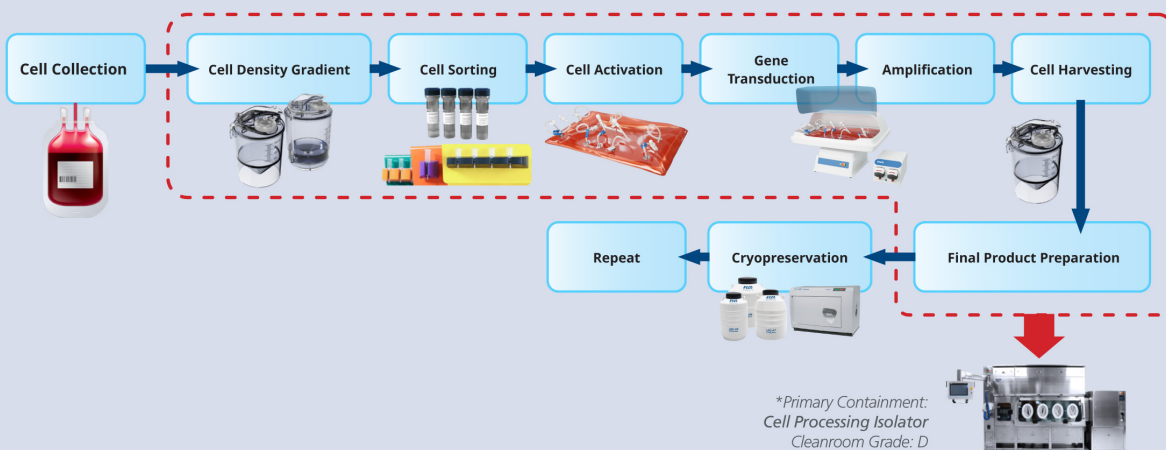 Cell Collection
Cell Density Gradient
Cell Sorting
Cell Activation
Gene
Transduction
Amplification
Cell Harvesting
Repeat
Cryopreservation
Final Product Preparation
*Primary Containment:
Cell Processing Isolator
Cleanroom Grade: D